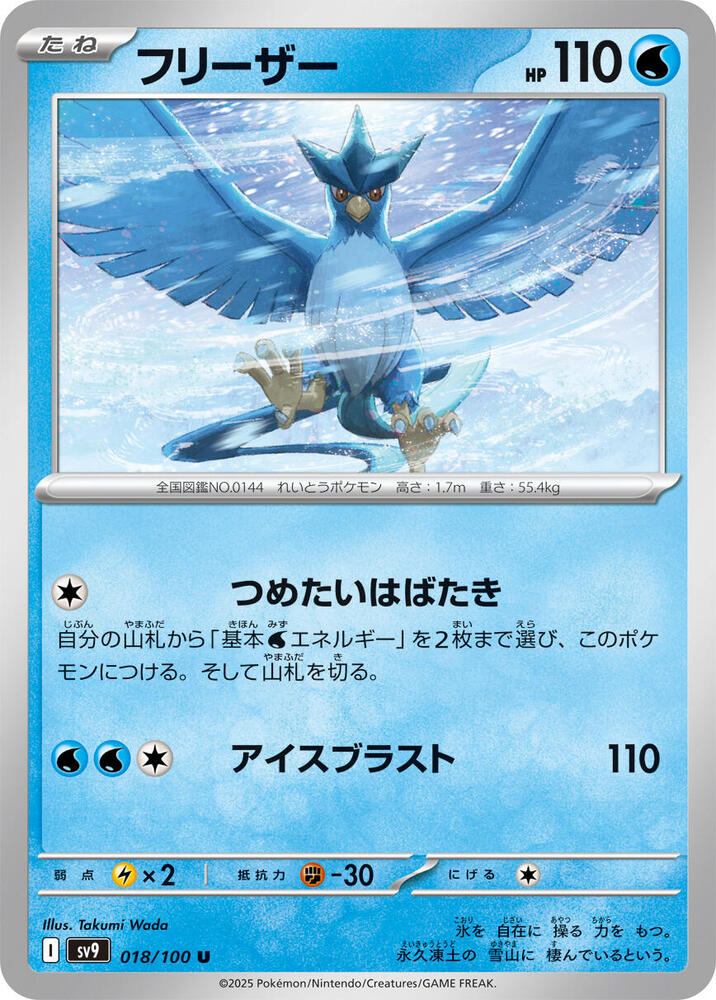 たね
フリーザー
HP 110
全国図鑑NO.0144 れいとうポケモン 高さ:1.7m 重さ:55.4kg
つめたいはばたき
自分の山札から「基本エネルギー」を2枚まで選び、このポケ
モンにつける。そして山札を切る。
アイスブラスト 110
弱点 ×2 抵抗力 -30 にげる
Illus. Takumi Wada
I sv9 018/100 U
氷を 自在に 操る 力を もつ。
永久凍土の 雪山に 棲んでいるという。
©2025 Pokémon/Nintendo/Creatures/GAME FREAK.